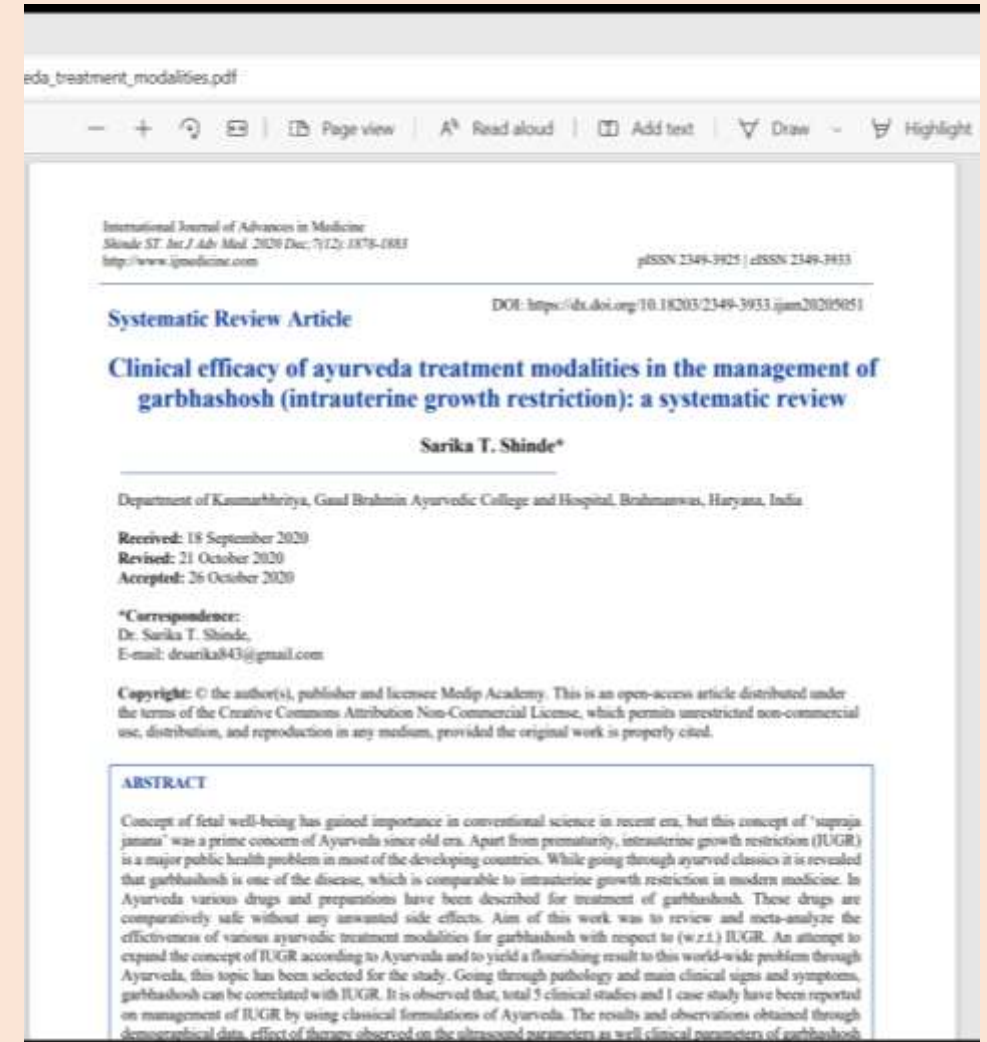 eda_treatment_modalities.pdf
Page view | Read aloud | Add text | Draw Highlight
International Journal of Advances in Medicine
Shinde ST. Int J Adv Med. 2020 Dec;7(12):1878-1883
http://www.ijmedicine.com
pISSN 2349-3925 | eISSN 2349-3933
DOI: https://dx.doi.org/10.18203/2349-3933.ijam20205051
Systematic Review Article
Clinical efficacy of ayurveda treatment modalities in the management of
garbhashosh (intrauterine growth restriction): a systematic review
Sarika T. Shinde*
Department of Kaumarbhritya, Gaud Brahmin Ayurvedic College and Hospital, Brahmanwas, Haryana, India
Received: 18 September 2020
Revised: 21 October 2020
Accepted: 26 October 2020
*Correspondence:
Dr. Sarika T. Shinde,
E-mail: drsarika843@gmail.com
Copyright: © the author(s), publisher and licensee Medip Academy. This is an open-access article distributed under
the terms of the Creative Commons Attribution Non-Commercial License, which permits unrestricted non-commercial
use, distribution, and reproduction in any medium, provided the original work is properly cited.
ABSTRACT
Concept of fetal well-being has gained importance in conventional science in recent era, but this concept of ‘supraja
janana’ was a prime concern of Ayurveda since old era. Apart from prematurity, intrauterine growth restriction (IUGR)
is a major public health problem in most of the developing countries. While going through ayurved classics it is revealed
that garbhashosh is one of the disease, which is comparable to intrauterine growth restriction in modern medicine. In
Ayurveda various drugs and preparations have been described for treatment of garbhashosh. These drugs are
comparatively safe without any unwanted side effects. Aim of this work was to review and meta-analyze the
effictiveness of various ayurvedic treatment modalities for garbhashosh with respect to (w.r.t.) IUGR. An attempt to
expand the concept of IUGR according to Ayurveda and to yield a flourishing result to this world-wide problem through
Ayurveda, this topic has been selected for the study. Going through pathology and main clinical signs and symptoms,
garbhashosh can be correlated with IUGR. It is observed that, total 5 clinical studies and 1 case study have been reported
on management of IUGR by using classical formulations of Ayurveda. The results and observations obtained through
demographical data, effect of therapy observed on the ultrasound parameters as well clinical parameters of garbhashosh